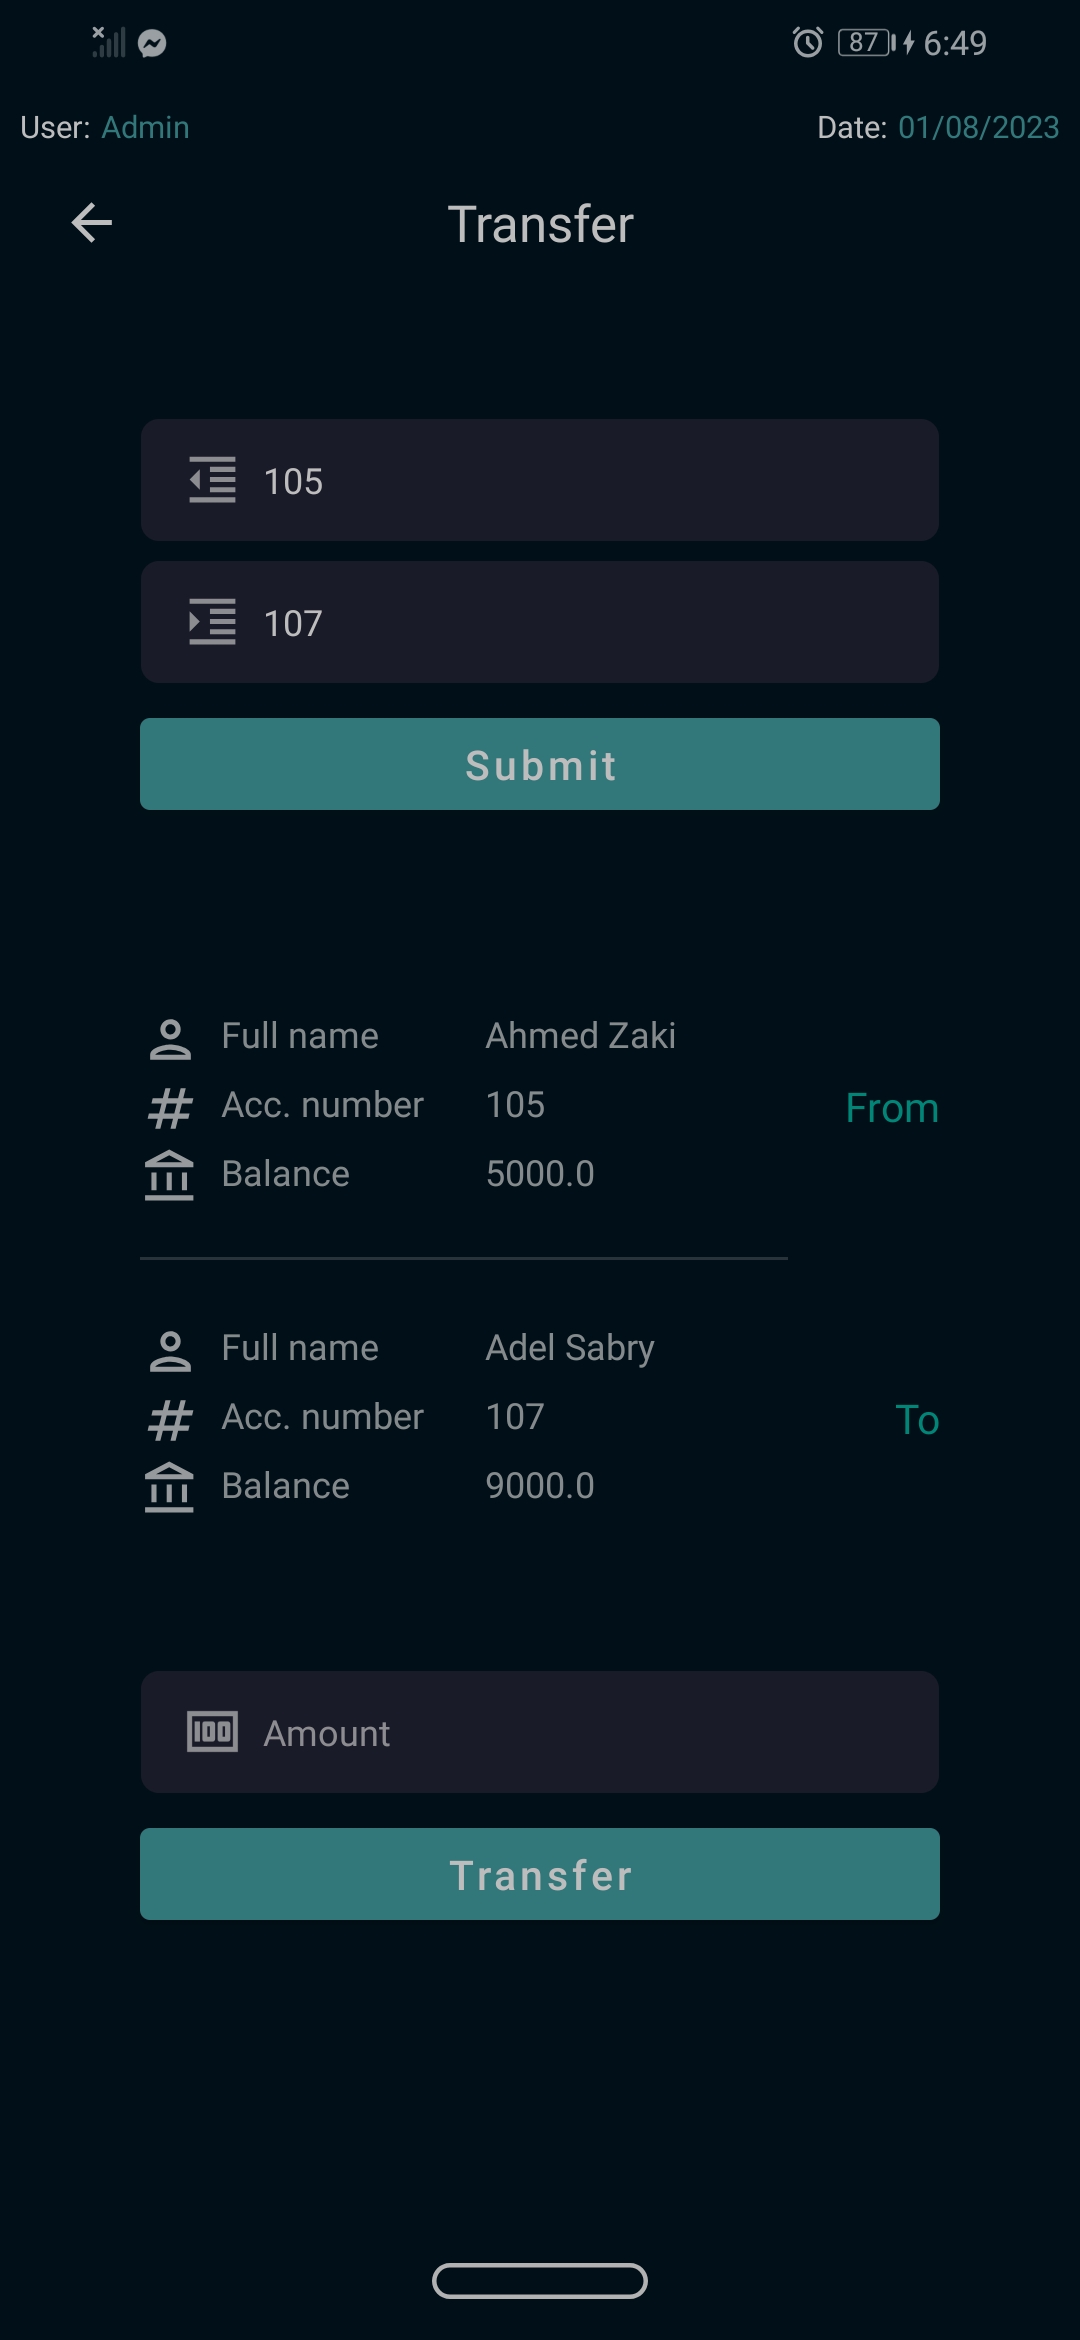 87 6:49
User: Admin Date: 01/08/2023
Transfer
105
107
Submit
Full name Ahmed Zaki
Acc. number 105 From
Balance 5000.0
Full name Adel Sabry
Acc. number 107 To
Balance 9000.0
100 Amount
Transfer